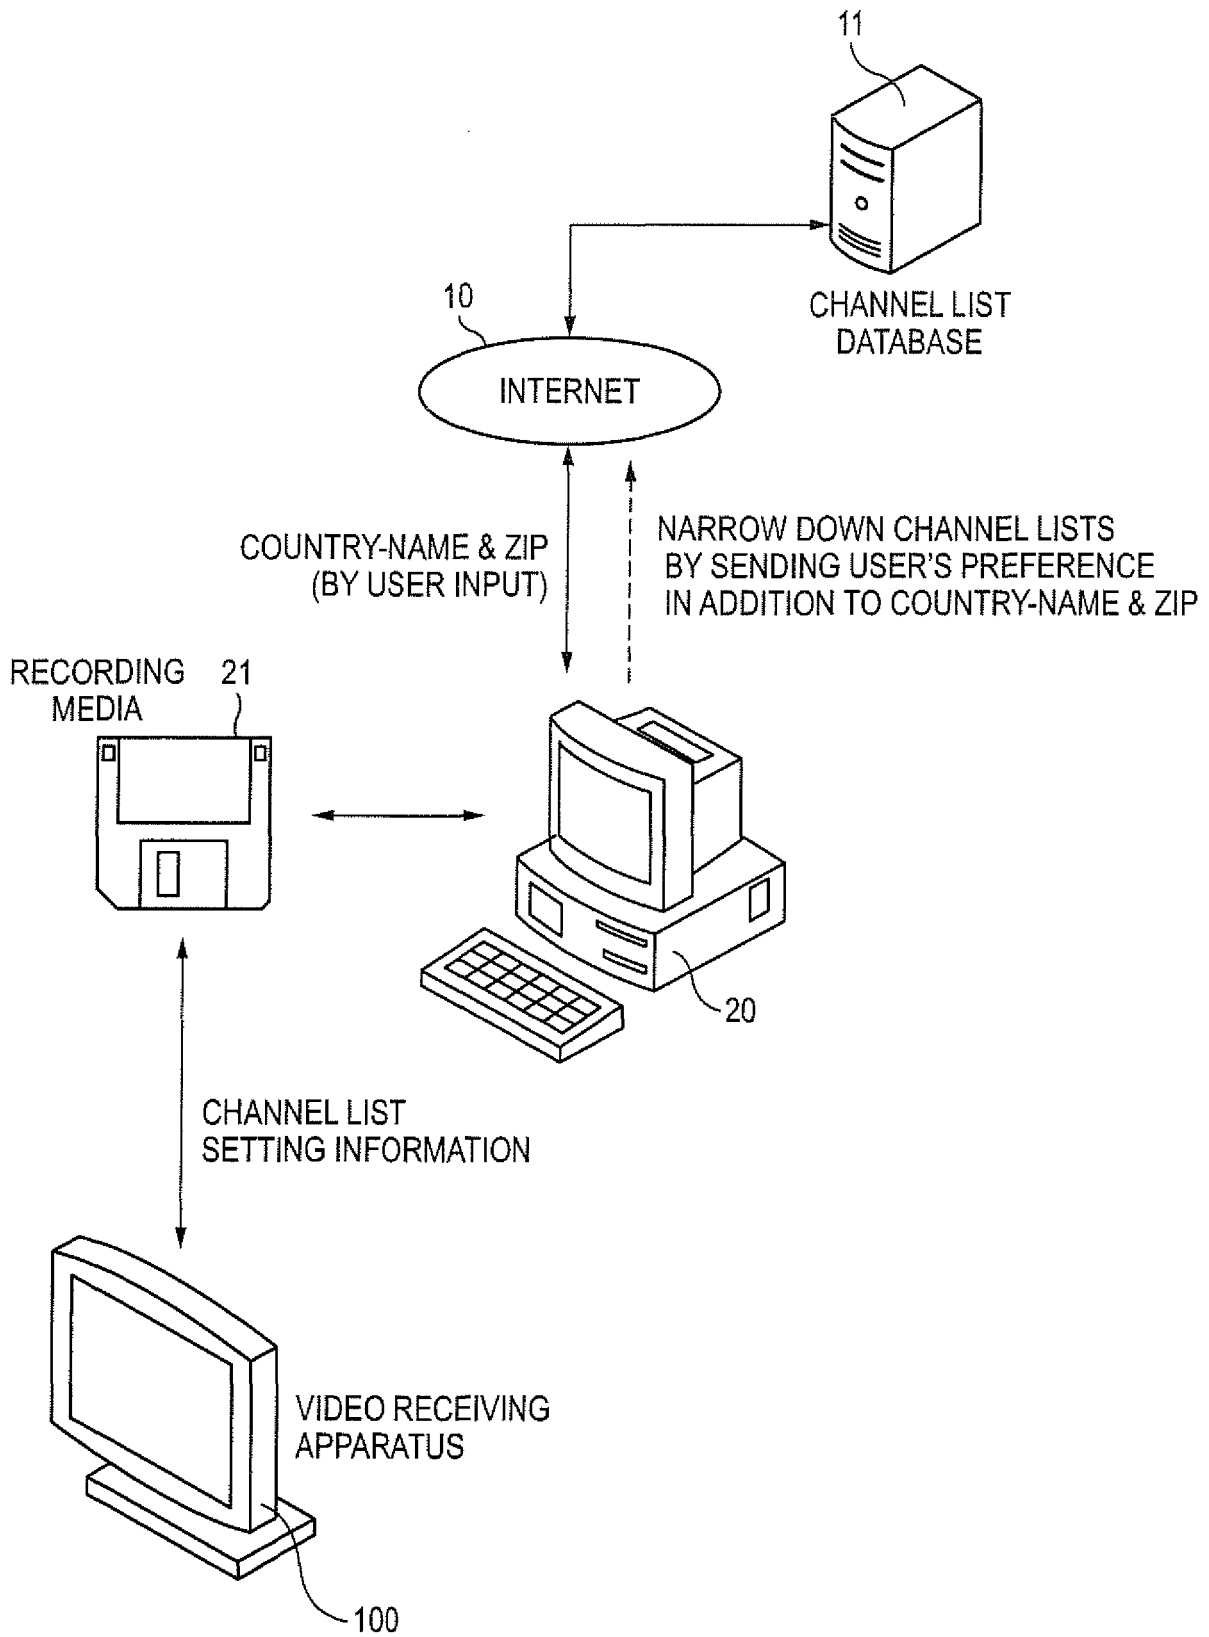 11
CHANNEL LIST
DATABASE
10
INTERNET
COUNTRY-NAME & ZIP
(BY USER INPUT)
NARROW DOWN CHANNEL LISTS
BY SENDING USER'S PREFERENCE
IN ADDITION TO COUNTRY-NAME & ZIP
RECORDING
MEDIA
21
20
CHANNEL LIST
SETTING INFORMATION
VIDEO RECEIVING
APPARATUS
100